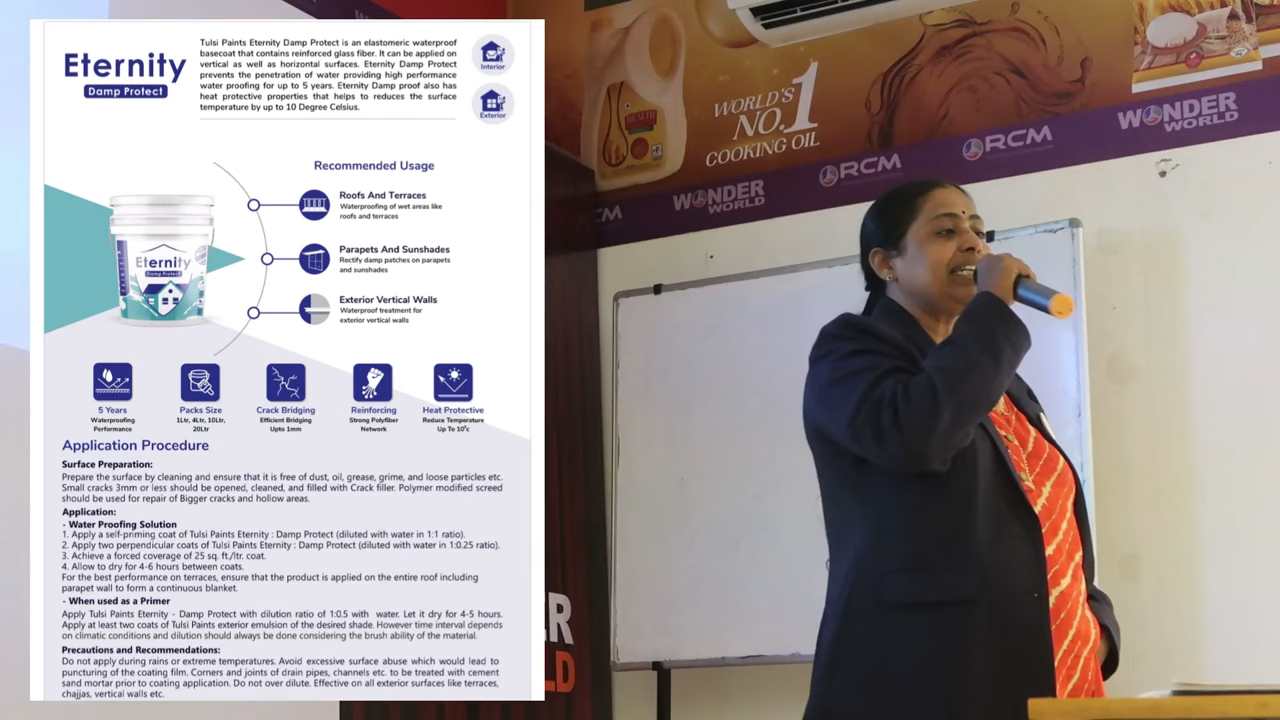 Eternity
Damp Protect
Tulsi Paints Eternity Damp Protect is an elastomeric waterproof
basecoat that contains reinforced glass fiber. It can be applied on
vertical as well as horizontal surfaces. Eternity Damp Protect
prevents the penetration of water providing high performance
water proofing for up to 5 years. Eternity Damp proof also has
heat protective properties that helps to reduces the surface
temperature by up to 10 Degree Celsius.
Interior
Exterior
Recommended Usage
Roofs And Terraces
Waterproofing of wet areas like
roofs and terraces
Parapets And Sunshades
Rectify damp patches on parapets
and sunshades
Exterior Vertical Walls
Waterproof treatment for
exterior vertical walls
Eternity
Damp Protect
5 Years
Waterproofing
Performance
Packs Size
1Ltr, 4Ltr, 10Ltr,
20Ltr
Crack Bridging
Efficient Bridging
Upto 1mm
Reinforcing
Strong Polyfiber
Network
Heat Protective
Reduce Temperature
Up To 10°c
Application Procedure
Surface Preparation:
Prepare the surface by cleaning and ensure that it is free of dust, oil, grease, grime, and loose particles etc.
Small cracks 3mm or less should be opened, cleaned, and filled with Crack filler. Polymer modified screed
should be used for repair of Bigger cracks and hollow areas.
Application:
- Water Proofing Solution
1. Apply a self-priming coat of Tulsi Paints Eternity : Damp Protect (diluted with water in 1:1 ratio).
2. Apply two perpendicular coats of Tulsi Paints Eternity : Damp Protect (diluted with water in 1:0.25 ratio).
3. Achieve a forced coverage of 25 sq. ft./ltr. coat.
4. Allow to dry for 4-6 hours between coats.
For the best performance on terraces, ensure that the product is applied on the entire roof including
parapet wall to form a continuous blanket.
- When used as a Primer
Apply Tulsi Paints Eternity - Damp Protect with dilution ratio of 1:0.5 with water. Let it dry for 4-5 hours.
Apply at least two coats of Tulsi Paints exterior emulsion of the desired shade. However time interval depends
on climatic conditions and dilution should always be done considering the brush ability of the material.
Precautions and Recommendations:
Do not apply during rains or extreme temperatures. Avoid excessive surface abuse which would lead to
puncturing of the coating film. Corners and joints of drain pipes, channels etc. to be treated with cement
sand mortar prior to coating application. Do not over dilute. Effective on all exterior surfaces like terraces,
chajjas, vertical walls etc.
WORLD'S
NO.1
COOKING OIL
HEALTH
CM
WONDER
WORLD
RCM
RCM
WONDER
WORLD
ER
LD